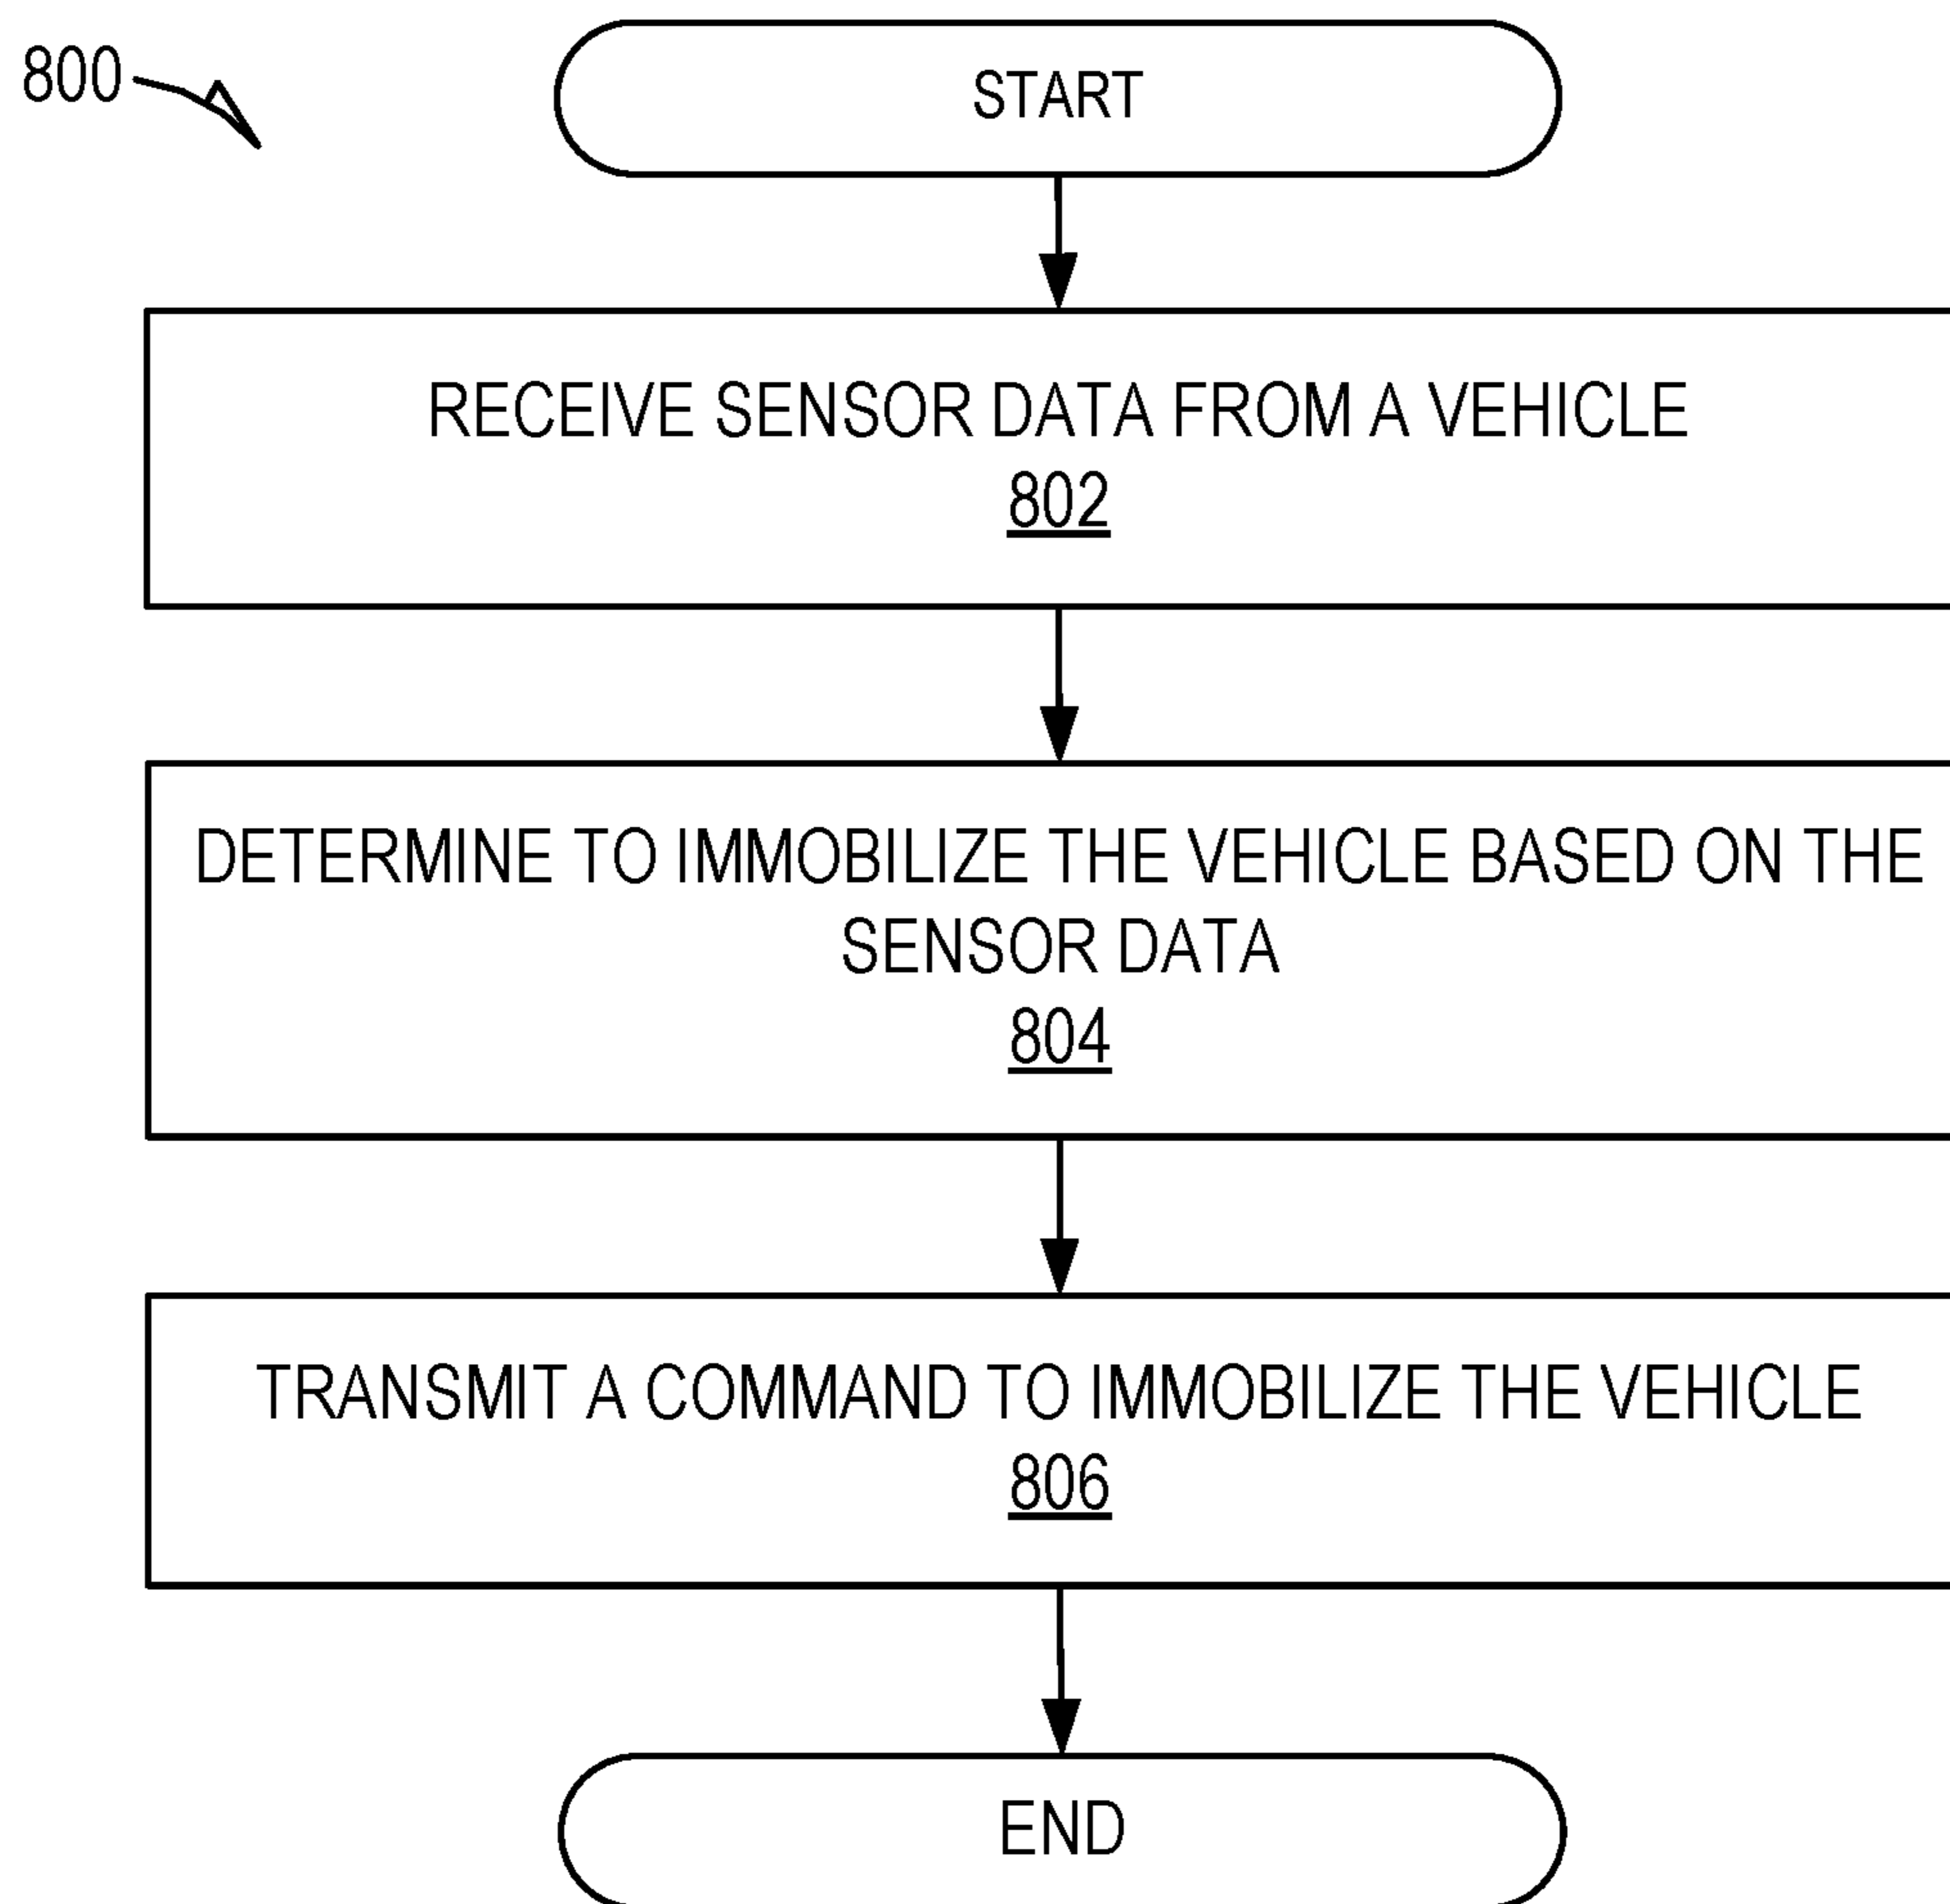 800
START
RECEIVE SENSOR DATA FROM A VEHICLE
802
DETERMINE TO IMMOBILIZE THE VEHICLE BASED ON THE
SENSOR DATA
804
TRANSMIT A COMMAND TO IMMOBILIZE THE VEHICLE
806
END